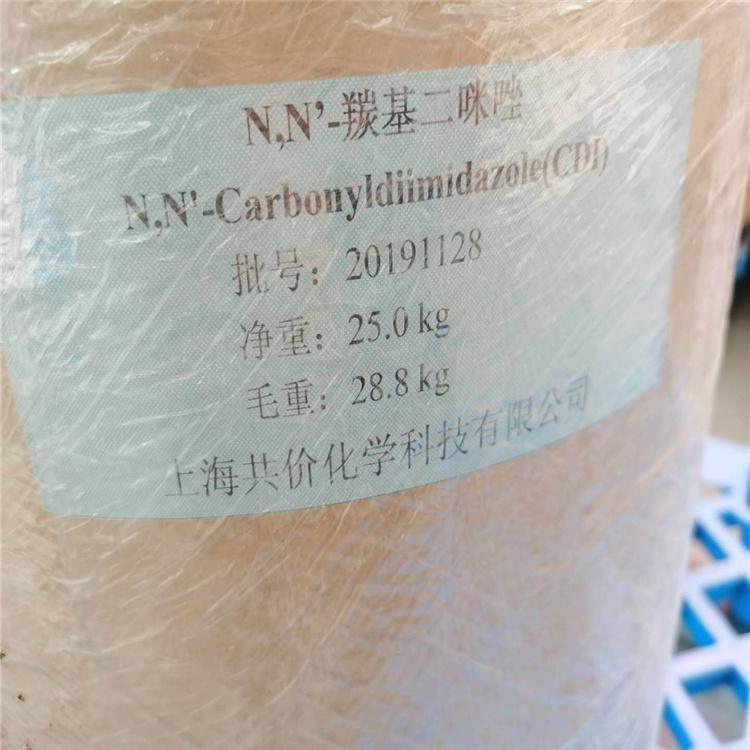 N,N’-羰基二咪唑
N,N'-Carbonyldiimidazole(CDI)
批号：20191128
净重：25.0 kg
毛重：28.8 kg
上海共价化学科技有限公司